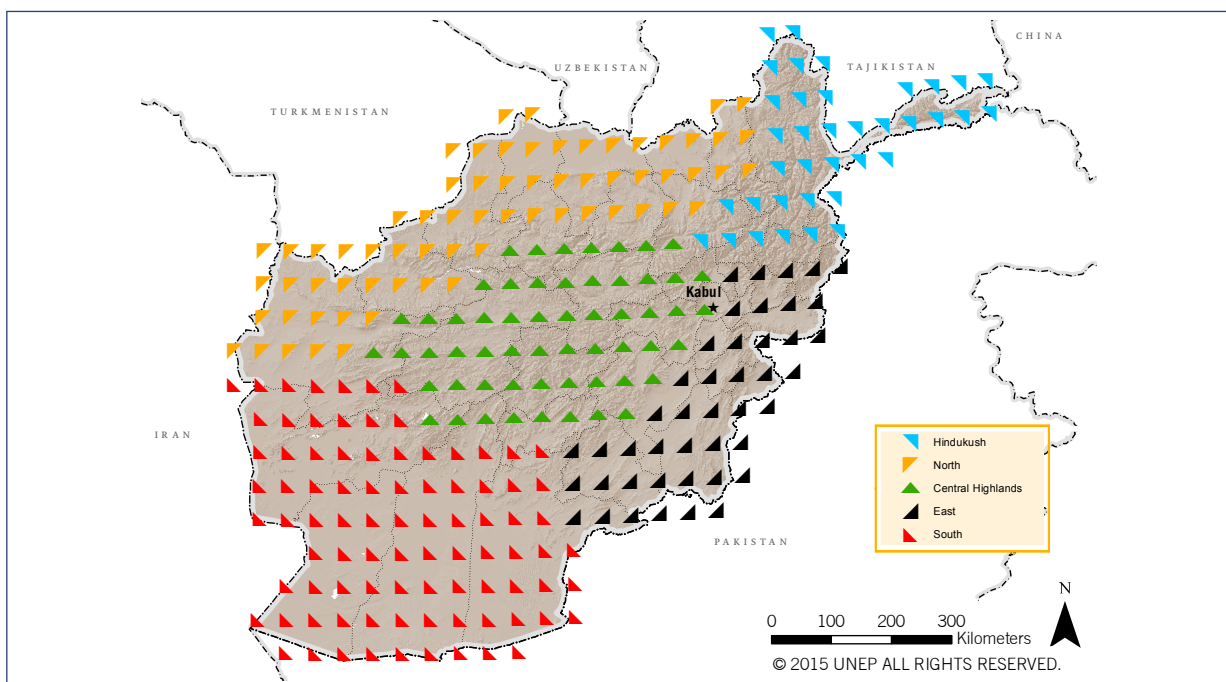 CHINA
UZBEKISTAN
TAJIKISTAN
TURKMENISTAN
Kabul
IRAN
Hindukush
North
Central Highlands
East
South
PAKISTAN
N
0 100 200 300
Kilometers
© 2015 UNEP ALL RIGHTS RESERVED.